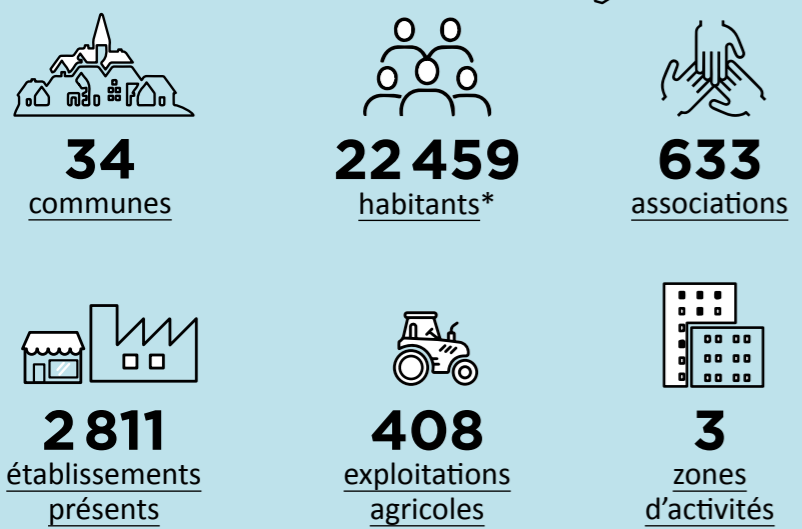 34
communes
22 459
habitants*
633
associations
2 811
établissements
présents
408
exploitations
agricoles
3
zones
d'activités